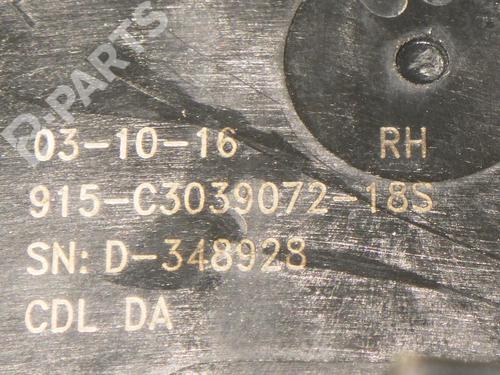 B-PARTS
03-10-16 RH
915-C3039072-18S
SN: D-348928
CDL DA